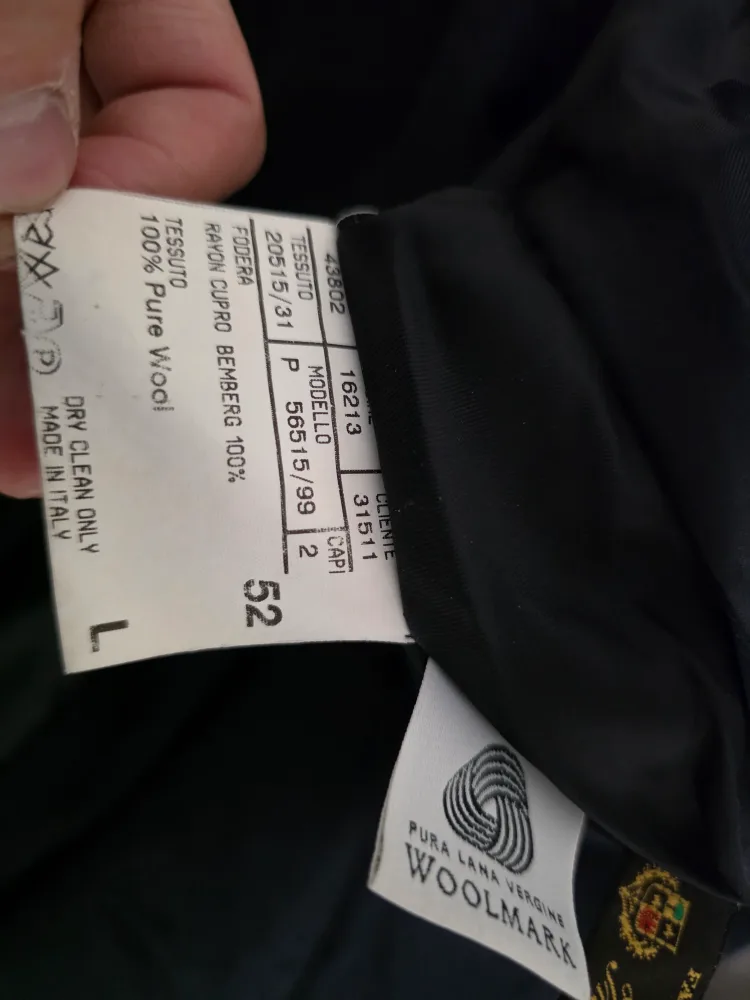 43802
16213
CLIENTE
31511
TESSUTO
20515/31
MODELLO
P 56515/99
CAPI
2
FODERA
RAYON CUPRO BEMBERG 100%
52
TESSUTO
100% Pure Wool
P
DRY CLEAN ONLY
MADE IN ITALY
L
PURA LANA VERGINE
WOOLMARK